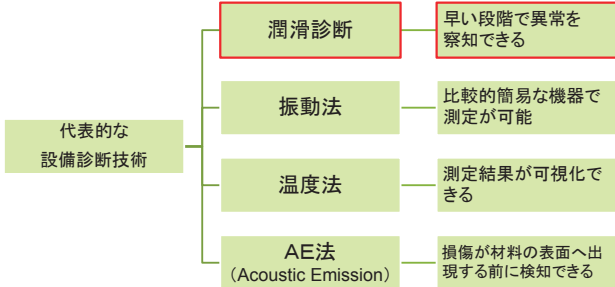 潤滑診断
早い段階で異常を
察知できる
振動法
比較的簡易な機器で
測定が可能
代表的な
設備診断技術
温度法
測定結果が可視化で
きる
AE法
(Acoustic Emission)
損傷が材料の表面へ出
現する前に検知できる